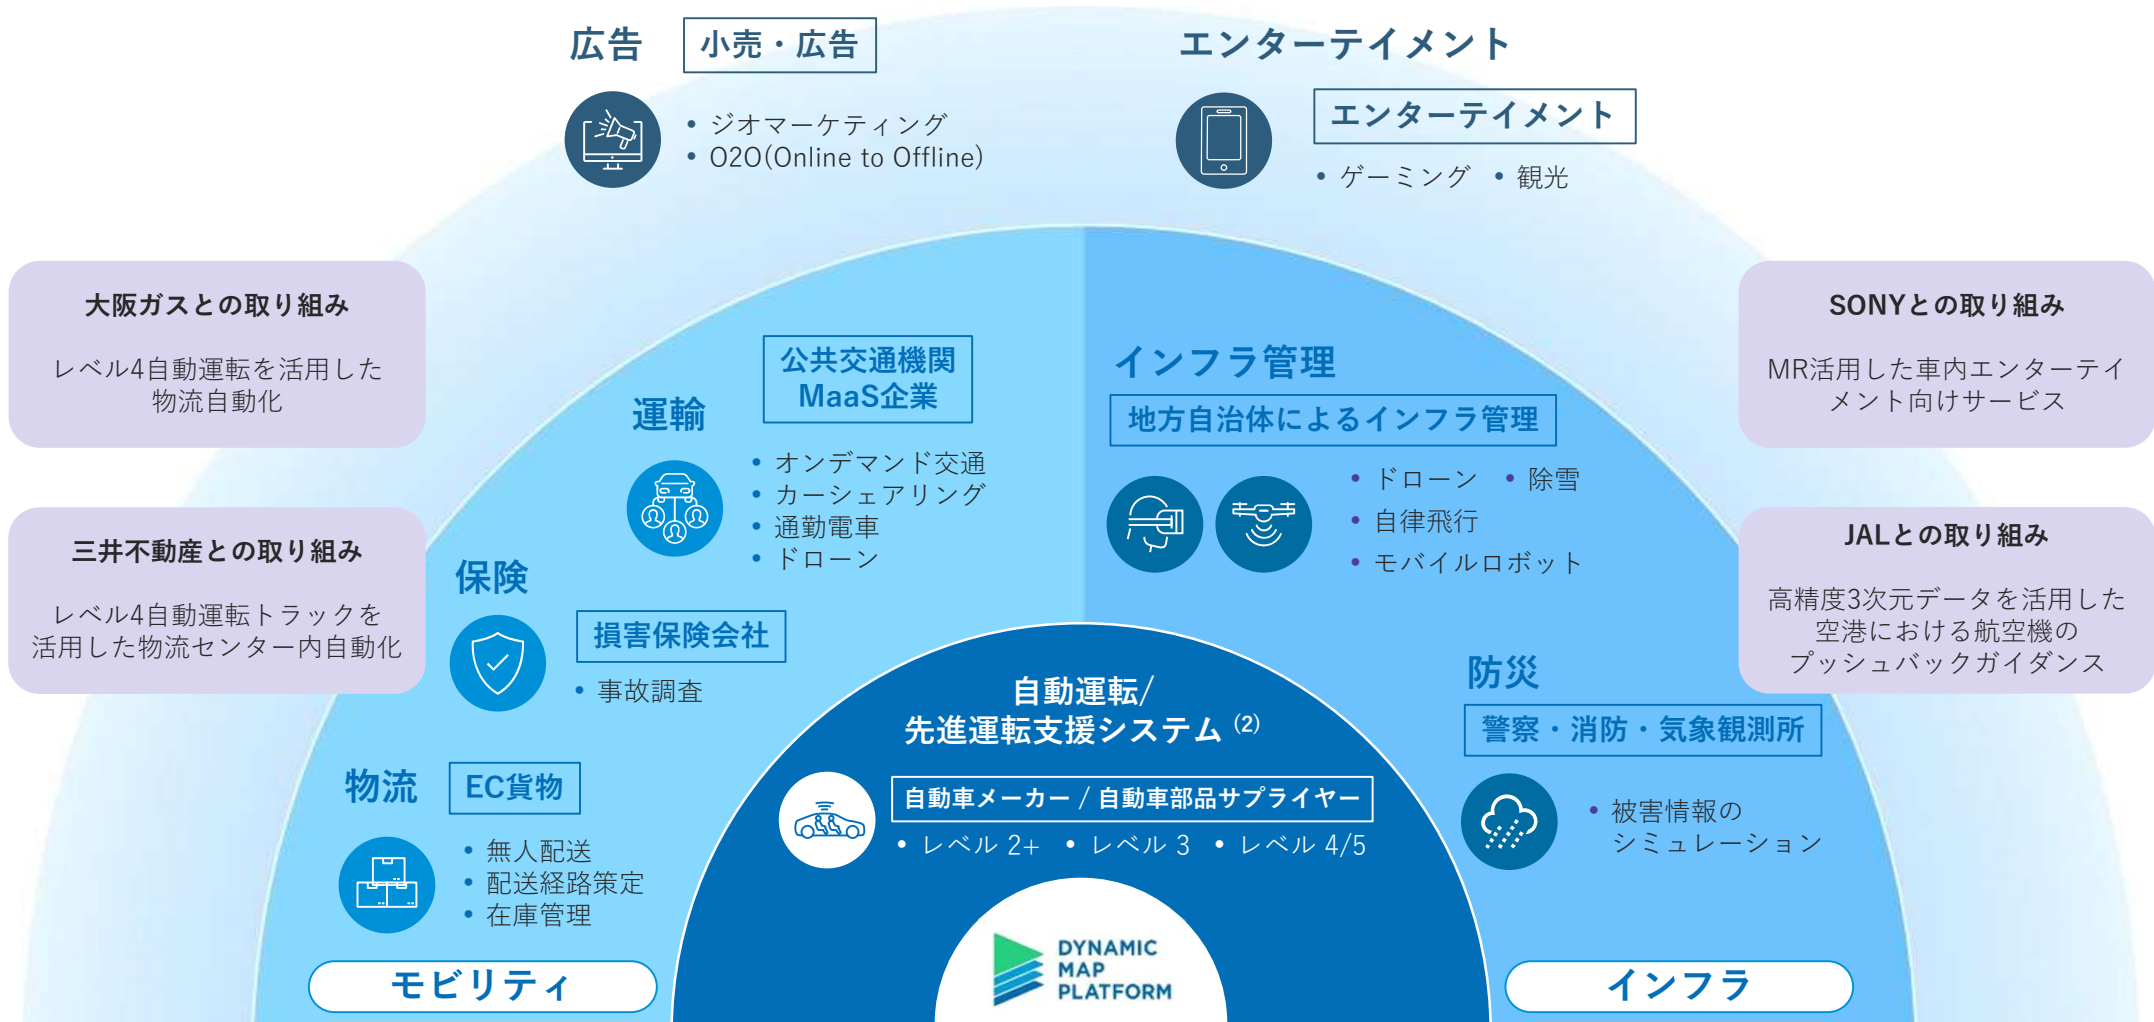 広告
小売・広告
• ジオマーケティング
• O2O(Online to Offline)
エンターテイメント
エンターテイメント
• ゲーミング • 観光
大阪ガスとの取り組み
レベル4自動運転を活用した
物流自動化
三井不動産との取り組み
レベル4自動運転トラックを
活用した物流センター内自動化
SONYとの取り組み
MR活用した車内エンターテイ
メント向けサービス
JALとの取り組み
高精度3次元データを活用した
空港における航空機の
プッシュバックガイダンス
運輸
公共交通機関
MaaS企業
• オンデマンド交通
• カーシェアリング
• 通勤電車
• ドローン
保険
損害保険会社
• 事故調査
物流
EC貨物
• 無人配送
• 配送経路策定
• 在庫管理
モビリティ
インフラ管理
地方自治体によるインフラ管理
• ドローン • 除雪
• 自律飛行
• モバイルロボット
防災
警察・消防・気象観測所
• 被害情報の
シミュレーション
インフラ
自動運転/
先進運転支援システム (2)
自動車メーカー / 自動車部品サプライヤー
• レベル 2+ • レベル 3 • レベル 4/5
DYNAMIC
MAP
PLATFORM